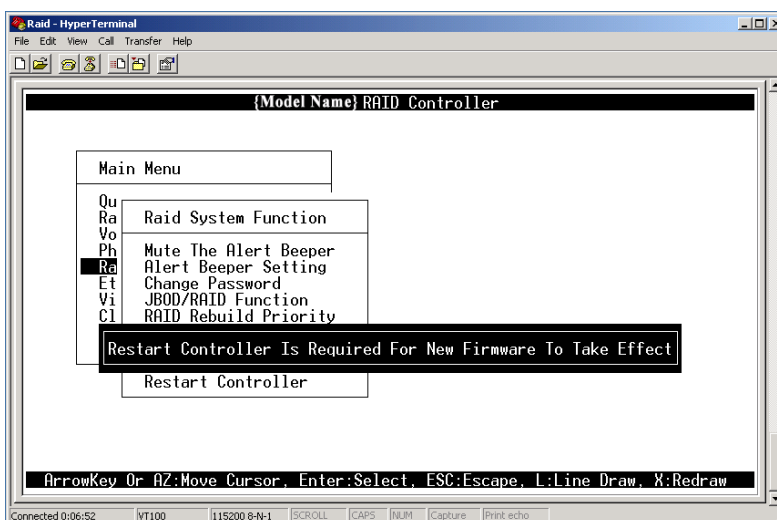 Raid - HyperTerminal
File Edit View Call Transfer Help
{Model Name} RAID Controller
Main Menu
Qu
Ra
Vo
Ph
Ra
Et
Vi
Cl
Raid System Function
Mute The Alert Beeper
Alert Beeper Setting
Change Password
JBOD/RAID Function
RAID Rebuild Priority
Restart Controller Is Required For New Firmware To Take Effect
Restart Controller
ArrowKey Or AZ:Move Cursor, Enter:Select, ESC:Escape, L:Line Draw, X:Redraw
Connected 0:06:52 VT100 115200 8-N-1 SCROLL CAPS NUM Capture Print echo